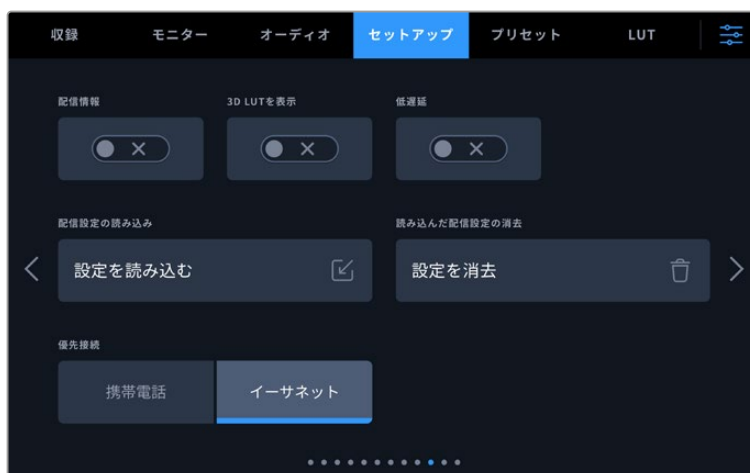 収録 モニター オーディオ セットアップ プリセット LUT
配信情報 3D LUTを表示 低遅延
配信設定の読み込み 読み込んだ配信設定の消去
設定を読み込む 設定を消去
優先接続
携帯電話 イーサネット